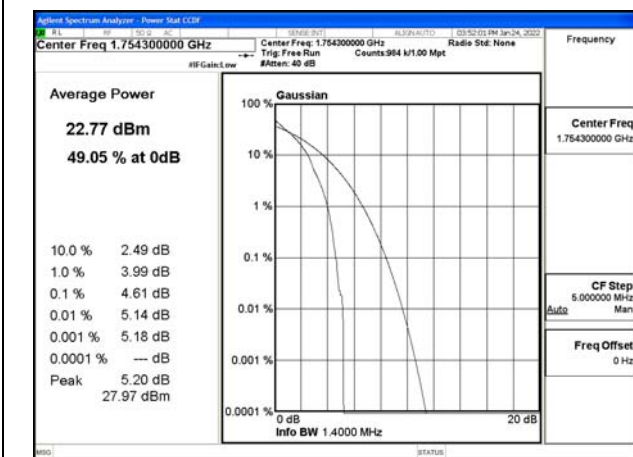 Agilent Spectrum Analyzer - Power Stat CCDF
RL RF 50 Ω AC SENSE:INT ALIGNAUTO 03:52:01 PM Jan 24, 2022
Center Freq 1.754300000 GHz
Center Freq: 1.754300000 GHz Radio Std: None
Trig: Free Run Counts:984 k/1.00 Mpt
#IFGain:Low #Atten: 40 dB
Frequency
Average Power
22.77 dBm
49.05 % at 0dB
10.0 % 2.49 dB
1.0 % 3.99 dB
0.1 % 4.61 dB
0.01 % 5.14 dB
0.001 % 5.18 dB
0.0001 % --- dB
Peak 5.20 dB
27.97 dBm
Gaussian
100 %
10 %
1 %
0.1 %
0.01 %
0.001 %
0.0001 %
0 dB 20 dB
Info BW 1.4000 MHz
Center Freq
1.754300000 GHz
CF Step
5.000000 MHz
Auto Man
Freq Offset
0 Hz
MSG STATUS